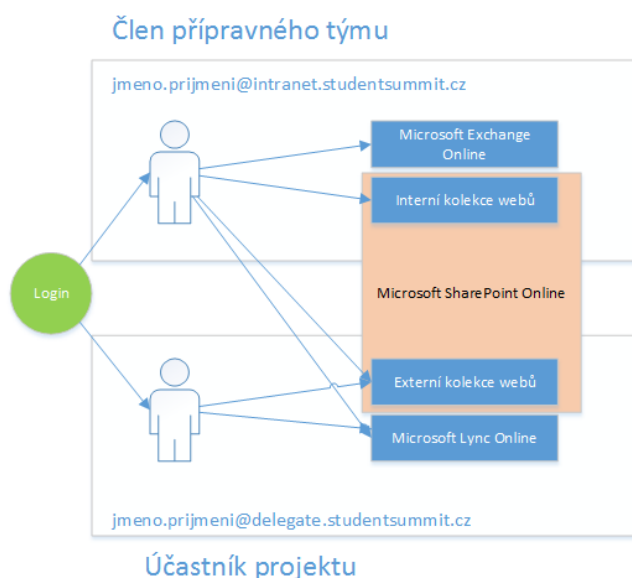 Člen přípravného týmu
jmeno.prijmeni@intranet.studentsummit.cz
Microsoft Exchange
Online
Interní kolekce webů
Login
Microsoft SharePoint Online
Externí kolekce webů
Microsoft Lync Online
jmeno.prijmeni@delegate.studentsummit.cz
Účastník projektu